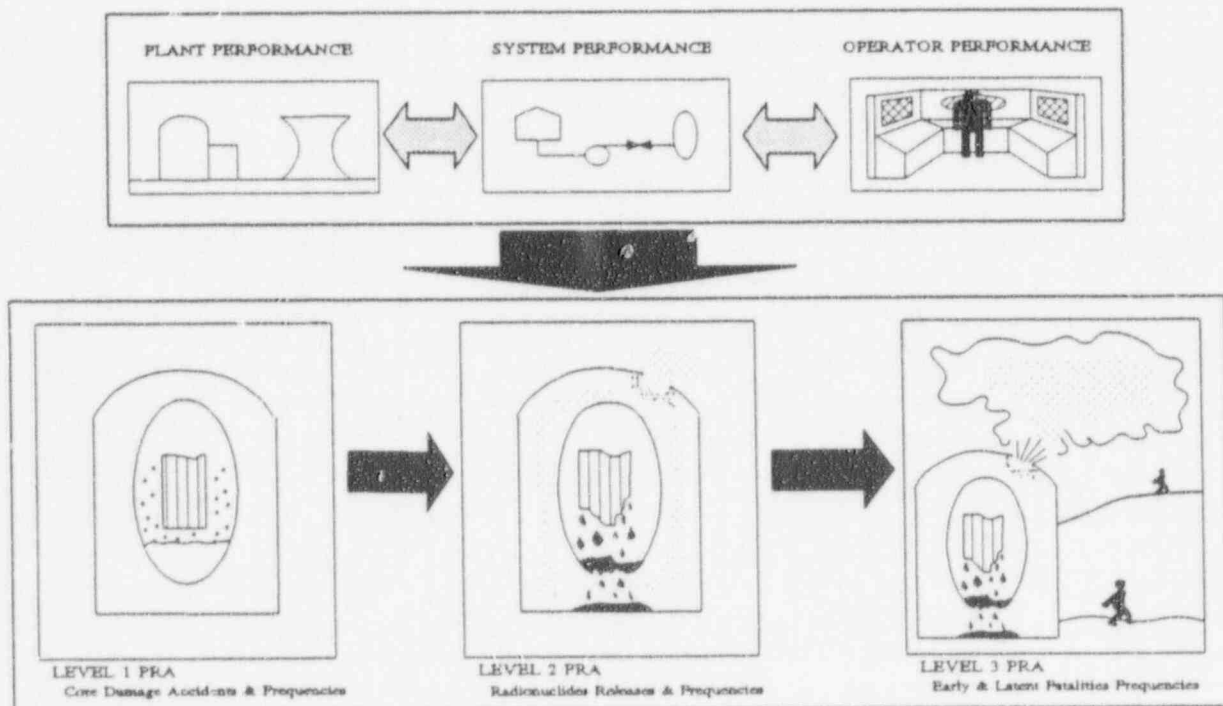 PLANT PERFORMANCE
SYSTEM PERFORMANCE
OPERATOR PERFORMANCE
LEVEL 1 PRA
Core Damage Accidents & Frequencies
LEVEL 2 PRA
Radionuclides Releases & Frequencies
LEVEL 3 PRA
Early & Latent Fatalities Frequencies